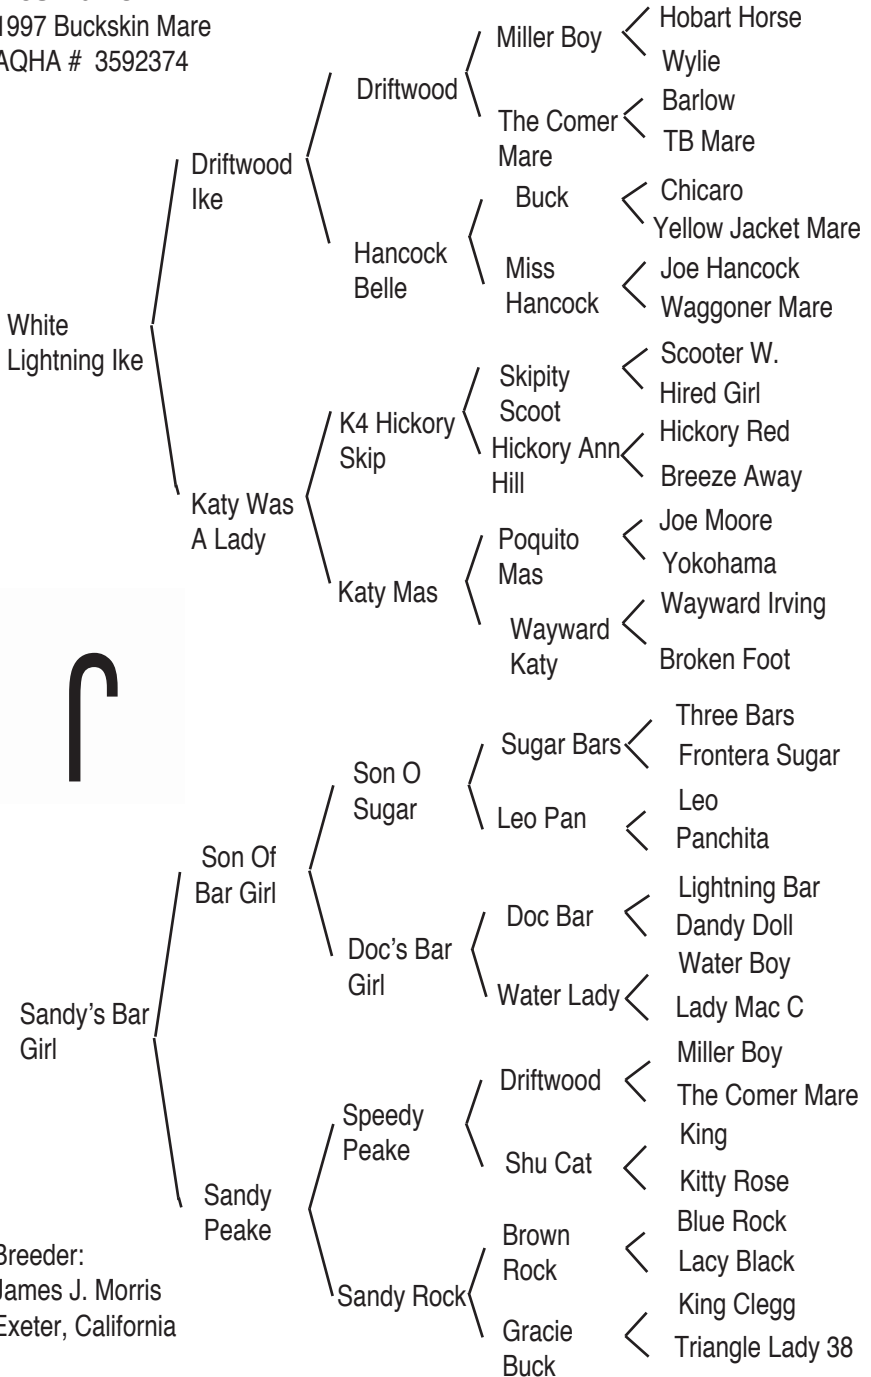 1997 Buckskin Mare
AQHA # 3592374
Hobart Horse
Miller Boy
Wylie
Driftwood
Barlow
The Comer
Mare
TB Mare
Driftwood
Ike
Chicaro
Buck
Yellow Jacket Mare
Hancock
Belle
Joe Hancock
Miss
Hancock
Waggoner Mare
White
Lightning Ike
Scooter W.
Skipity
Scoot
Hired Girl
K4 Hickory
Skip
Hickory Red
Hickory Ann
Hill
Breeze Away
Katy Was
A Lady
Joe Moore
Poquito
Mas
Yokohama
Katy Mas
Wayward Irving
Wayward
Katy
Broken Foot
Three Bars
Sugar Bars
Frontera Sugar
Son O
Sugar
Leo
Leo Pan
Panchita
Son Of
Bar Girl
Lightning Bar
Doc Bar
Dandy Doll
Doc's Bar
Girl
Water Boy
Water Lady
Lady Mac C
Sandy's Bar
Girl
Miller Boy
Driftwood
The Comer Mare
Speedy
Peake
King
Shu Cat
Kitty Rose
Sandy
Peake
Blue Rock
Brown
Rock
Lacy Black
Sandy Rock
King Clegg
Gracie
Buck
Triangle Lady 38
Breeder:
James J. Morris
Exeter, California